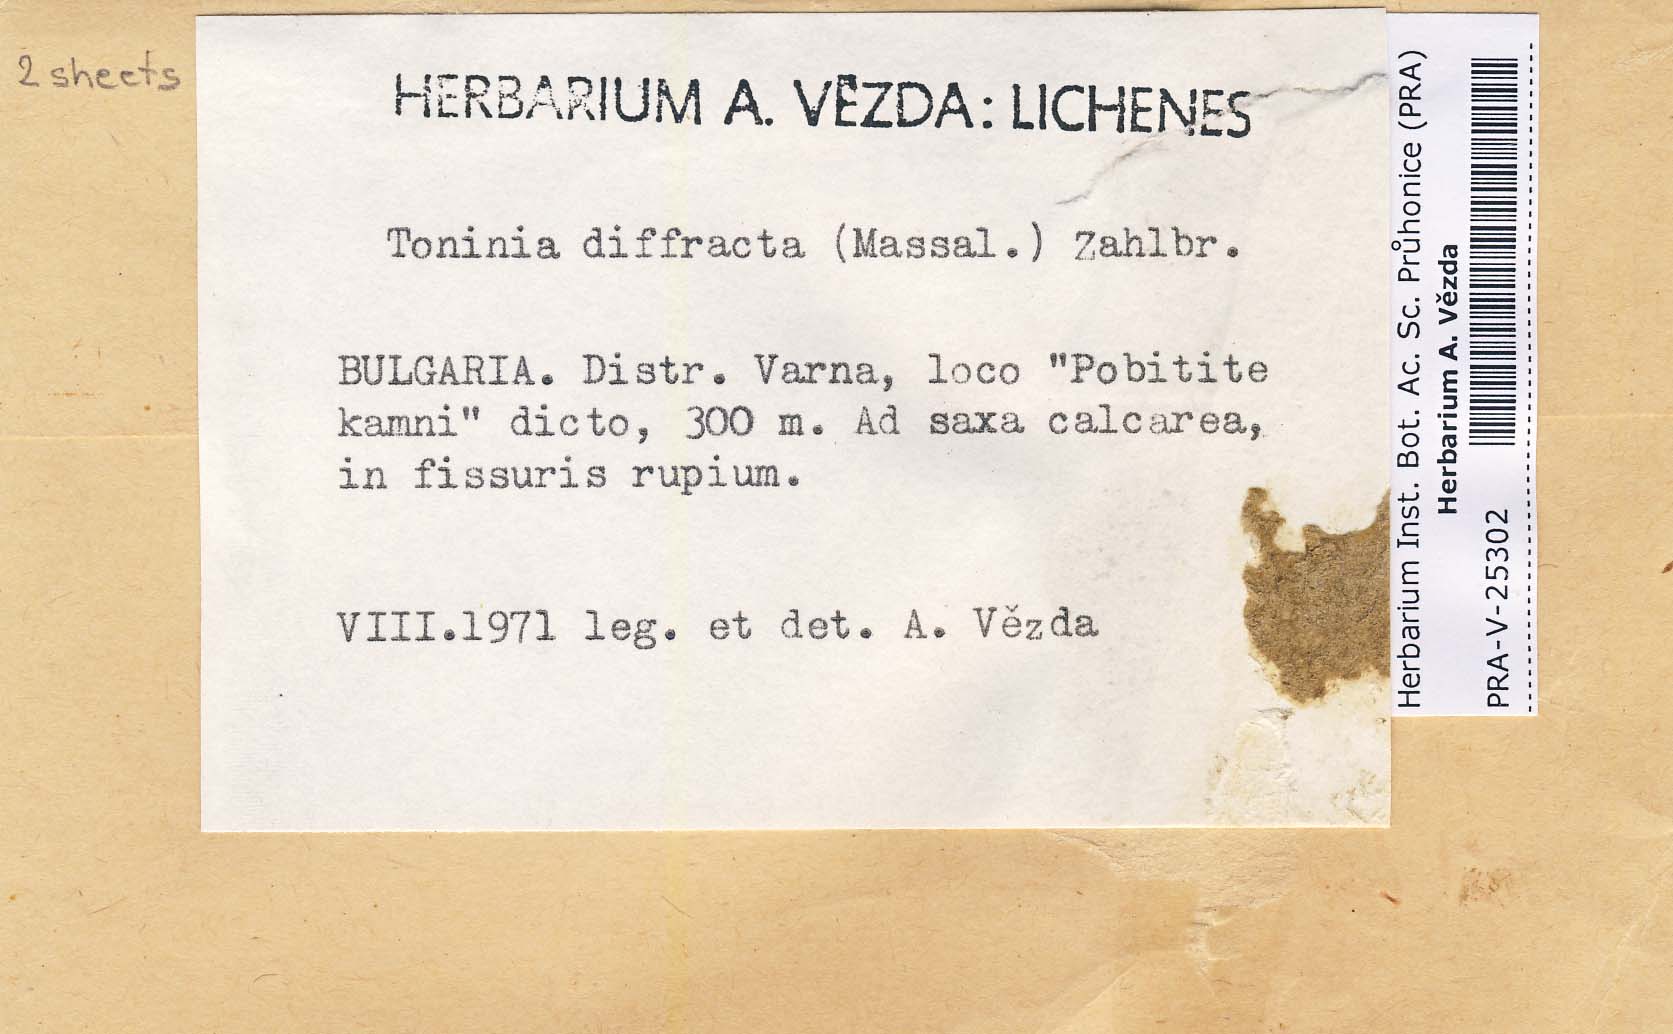 2 sheets
HERBARIUM A. VĚZDA: LICHENES
Toninia diffracta (Massal.) Zahlbr.
BULGARIA. Distr. Varna, loco "Pobitite
kamni" dicto, 300 m. Ad saxa calcarea,
in fissuris rupium.
VIII.1971 leg. et det. A. Vězda
Herbarium Inst. Bot. Ac. Sc. Průhonice (PRA)
Herbarium A. Vězda
PRA-V-25302